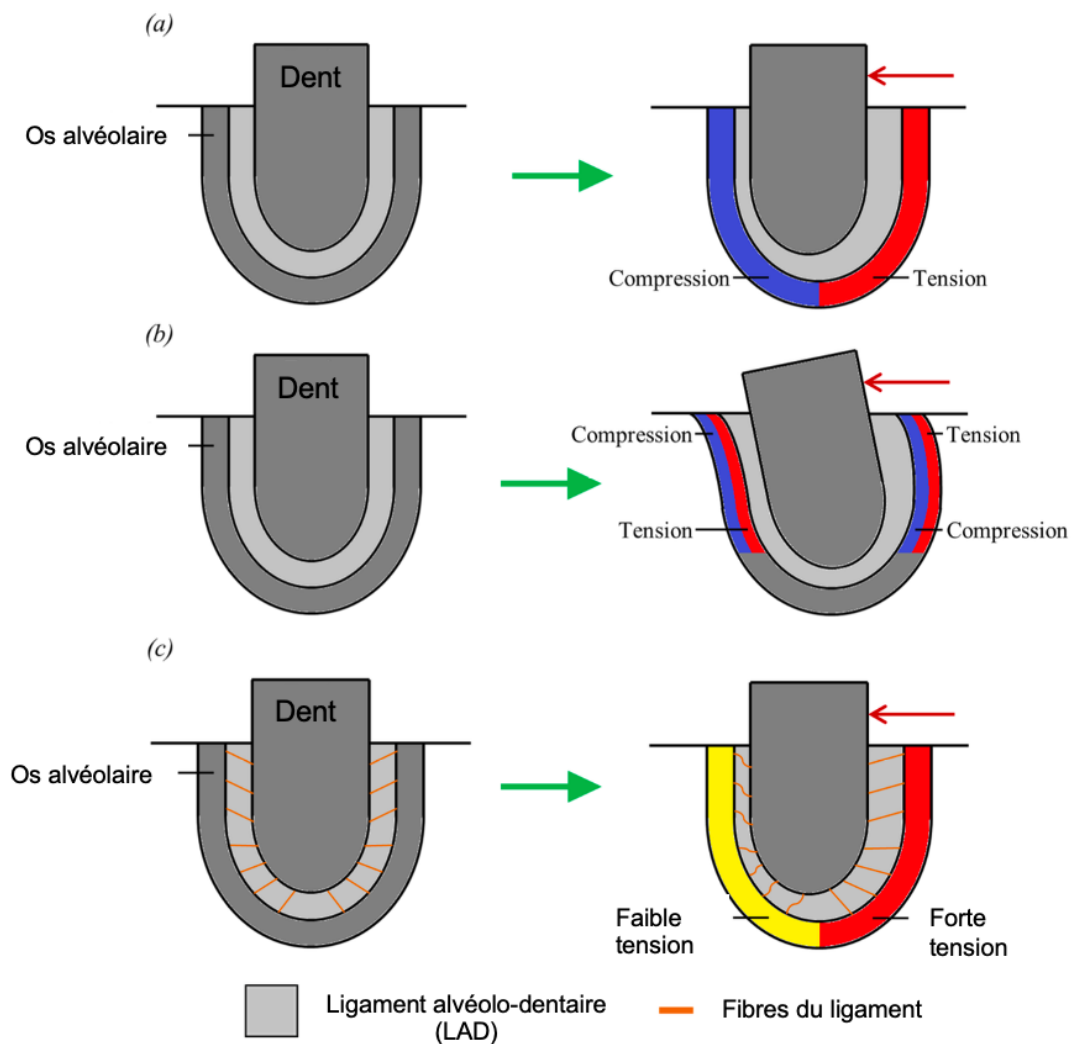 (a)
Dent
Os alvéolaire
Compression
Tension
(b)
Dent
Os alvéolaire
Compression
Tension
Tension
Compression
(c)
Dent
Os alvéolaire
Faible
tension
Forte
tension
Ligament alvéolo-dentaire
(LAD)
Fibres du ligament